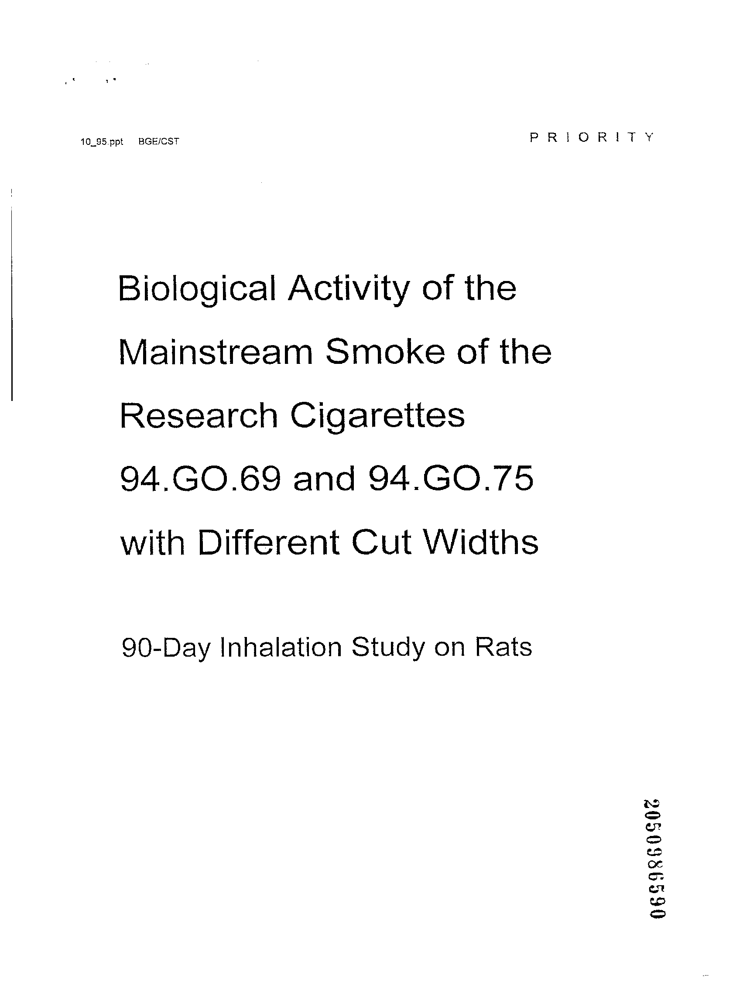 10_95.ppt BGE/CST
P R I O R I T Y
Biological Activity of the
Mainstream Smoke of the
Research Cigarettes
94.GO.69 and 94.GO.75
with Different Cut Widths
90-Day Inhalation Study on Rats
2050986590